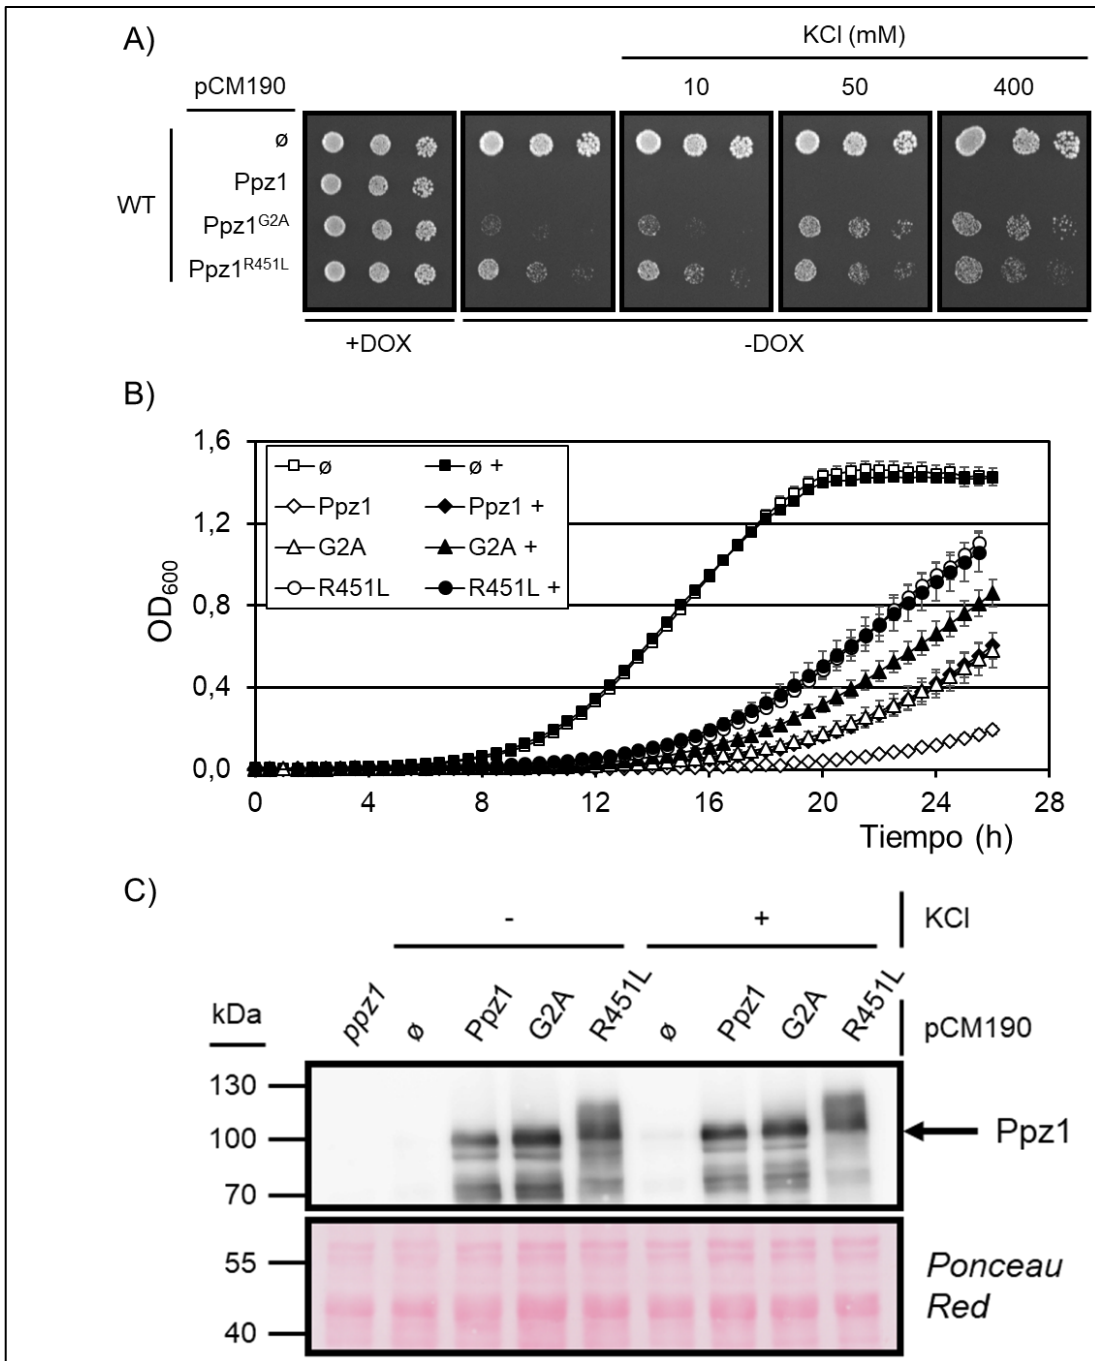 A)
KCl (mM)
pCM190
10
50
400
WT
ø
Ppz1
Ppz1G2A
Ppz1R451L
+DOX
-DOX
B)
1,6
1,2
0,8
0,4
0,0
OD600
ø
ø +
Ppz1
Ppz1 +
G2A
G2A +
R451L
R451L +
0 4 8 12 16 20 24 28
Tiempo (h)
C)
- + KCl
kDa
ppz1 ø Ppz1 G2A R451L ø Ppz1 G2A R451L pCM190
130
100
70
Ppz1
55
40
Ponceau
Red